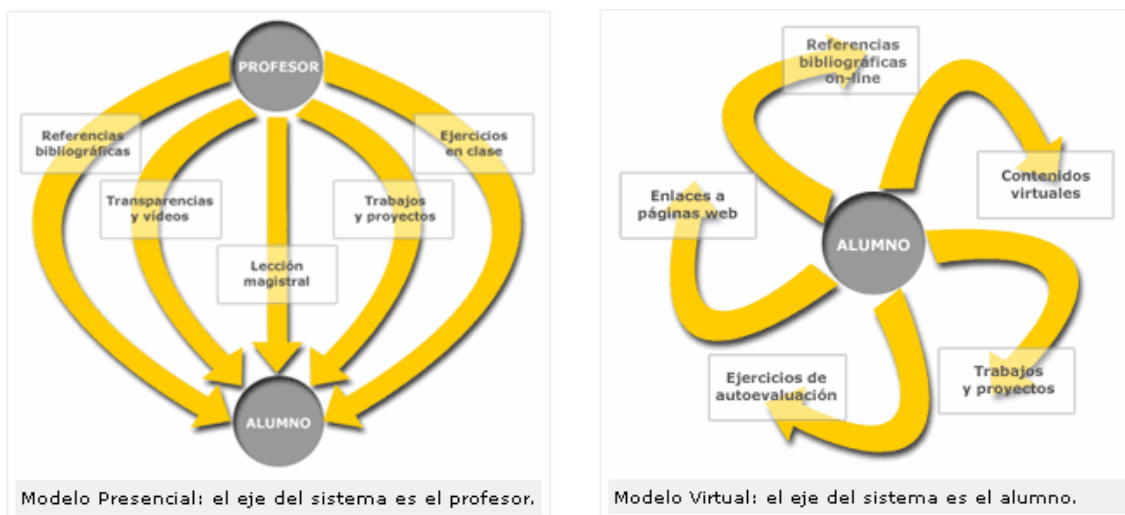 PROFESOR
Referencias
bibliográficas
Ejercicios
en clase
Transparencias
y vídeos
Trabajos
y proyectos
Lección
magistral
ALUMNO
Modelo Presencial: el eje del sistema es el profesor.
Referencias
bibliográficas
on-line
Contenidos
virtuales
Enlaces a
páginas web
ALUMNO
Ejercicios de
autoevaluación
Trabajos
y proyectos
Modelo Virtual: el eje del sistema es el alumno.